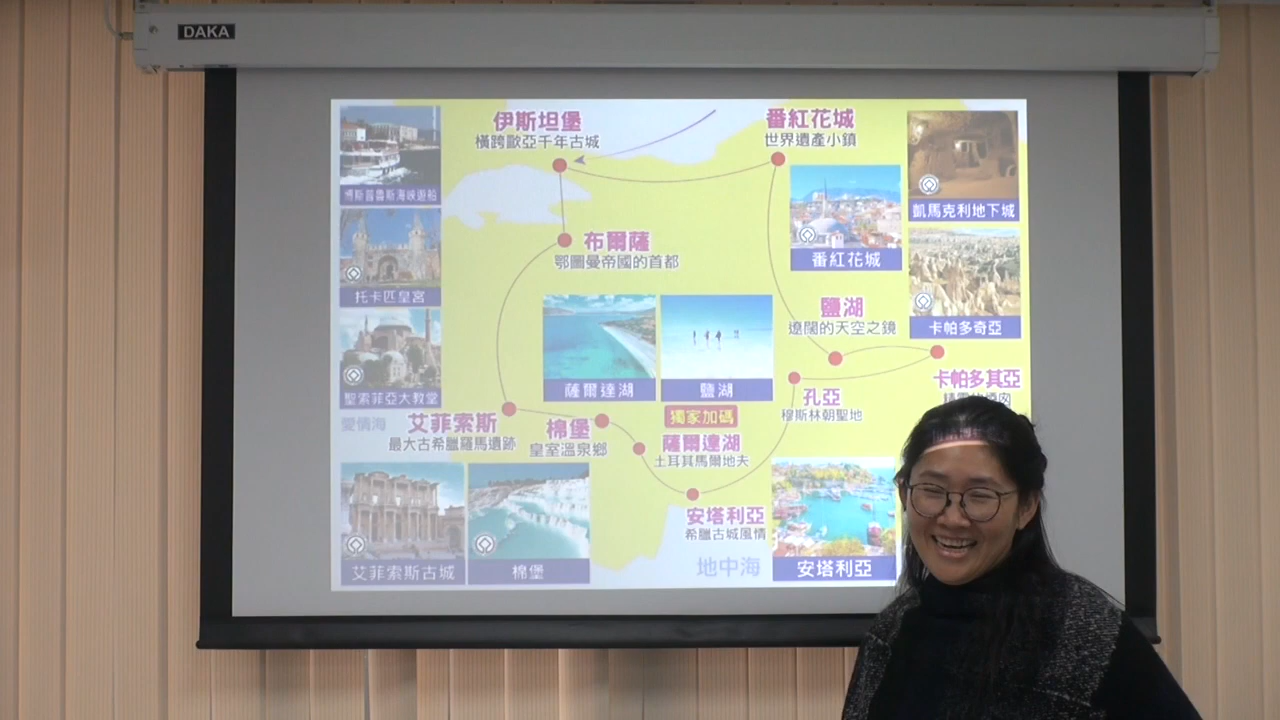 DAKA
伊斯坦堡
橫跨歐亞千年古城
番紅花城
世界遺產小鎮
博斯普魯斯海峽遊船
凱馬克利地下城
布爾薩
鄂圖曼帝國的首都
番紅花城
托卡匹皇宮
鹽湖
遼闊的天空之鏡
卡帕多奇亞
薩爾達湖
鹽湖
卡帕多其亞
聖索菲亞大教堂
孔亞
穆斯林朝聖地
獨家加碼
愛情海
艾菲索斯
最大古希臘羅馬遺跡
棉堡
皇室溫泉鄉
薩爾達湖
土耳其馬爾地夫
安塔利亞
希臘古城風情
地中海
艾菲索斯古城
棉堡
安塔利亞